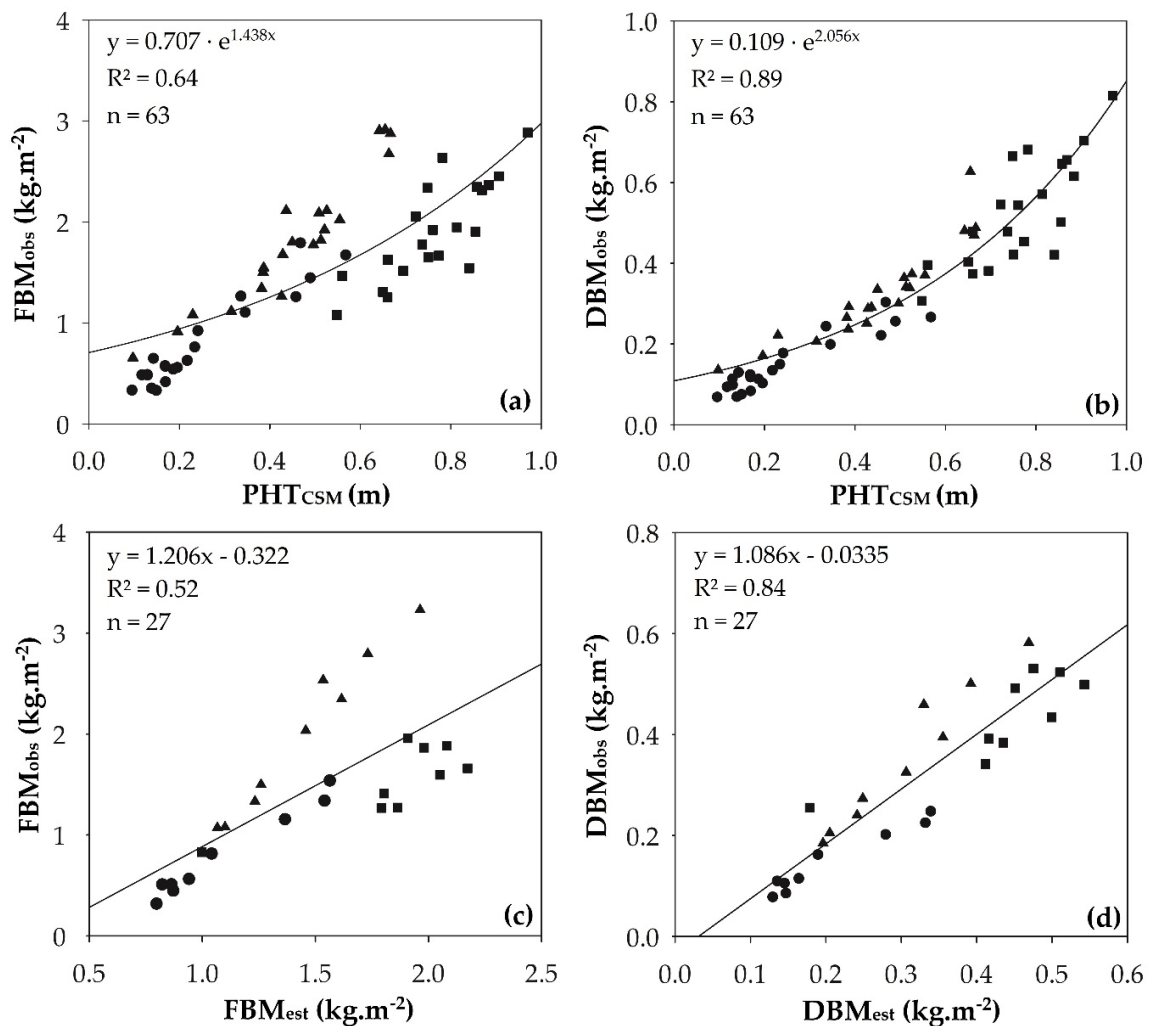 y = 0.707 · e^1.438x
R² = 0.64
n = 63
4
3
2
1
0
FBMobs (kg.m-2)
0.0 0.2 0.4 0.6 0.8 1.0
PHTCSM (m)
(a)
y = 0.109 · e^2.056x
R² = 0.89
n = 63
1.0
0.8
0.6
0.4
0.2
0.0
DBMobs (kg.m-2)
0.0 0.2 0.4 0.6 0.8 1.0
PHTCSM (m)
(b)
y = 1.206x - 0.322
R² = 0.52
n = 27
4
3
2
1
0
FBMobs (kg.m-2)
0.5 1.0 1.5 2.0 2.5
FBMest (kg.m-2)
(c)
y = 1.086x - 0.0335
R² = 0.84
n = 27
0.8
0.6
0.4
0.2
0.0
DBMobs (kg.m-2)
0.0 0.1 0.2 0.3 0.4 0.5 0.6
DBMest (kg.m-2)
(d)